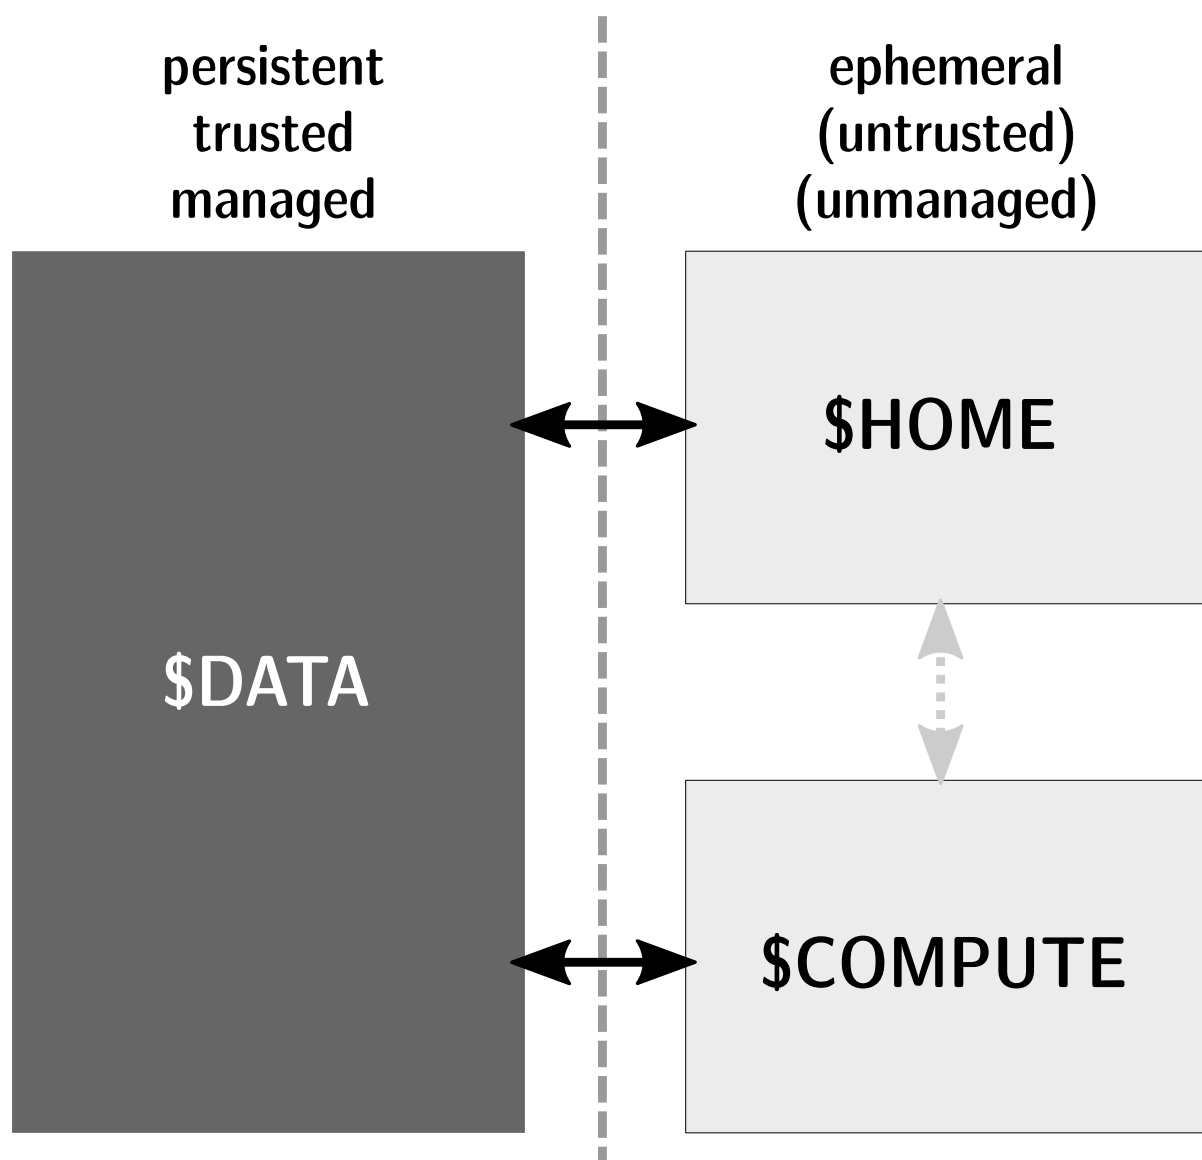 persistent
trusted
managed
ephemeral
(untrusted)
(unmanaged)
$DATA
$HOME
$COMPUTE